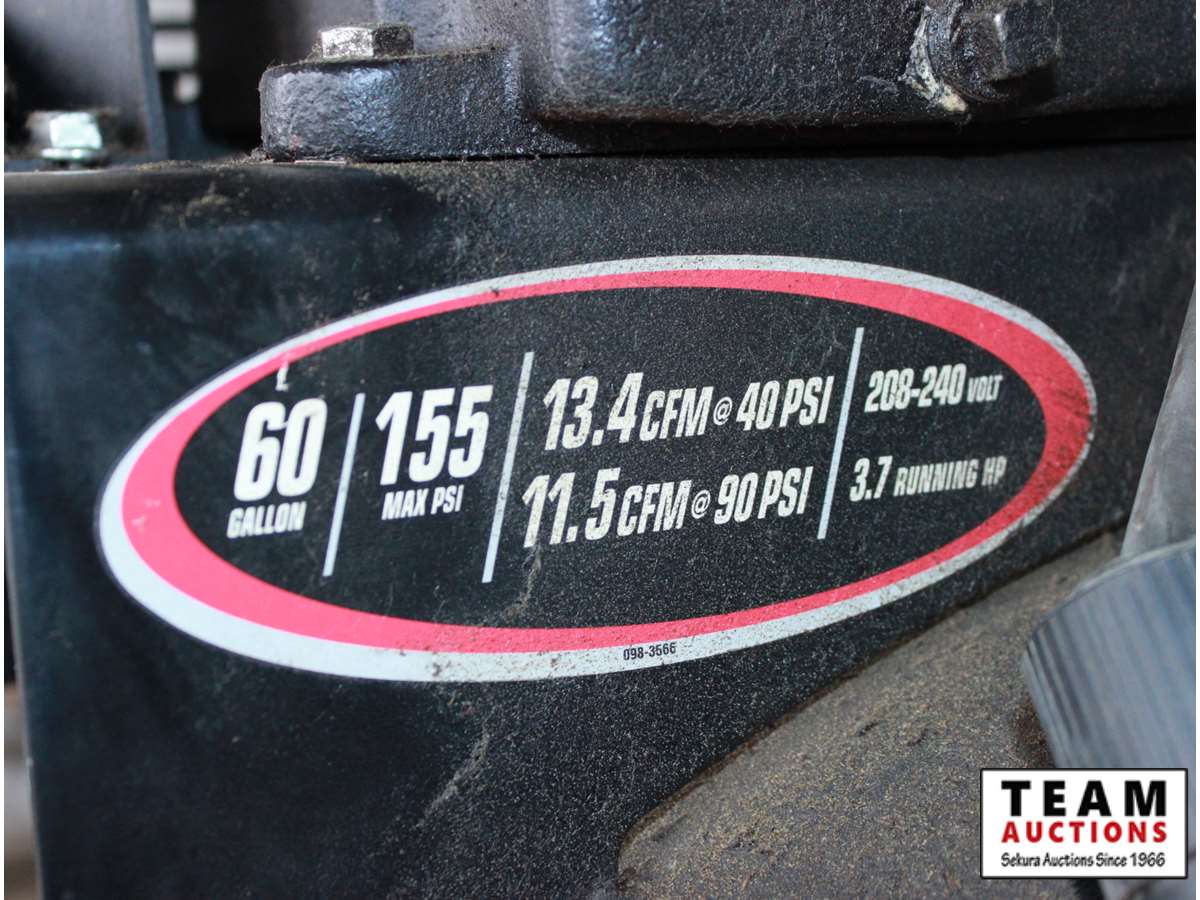 60
GALLON
155
MAX PSI
13.4 CFM @ 40 PSI
11.5 CFM @ 90 PSI
208-240 VOLT
3.7 RUNNING HP
098-3566
TEAM
AUCTIONS
Sekura Auctions Since 1966